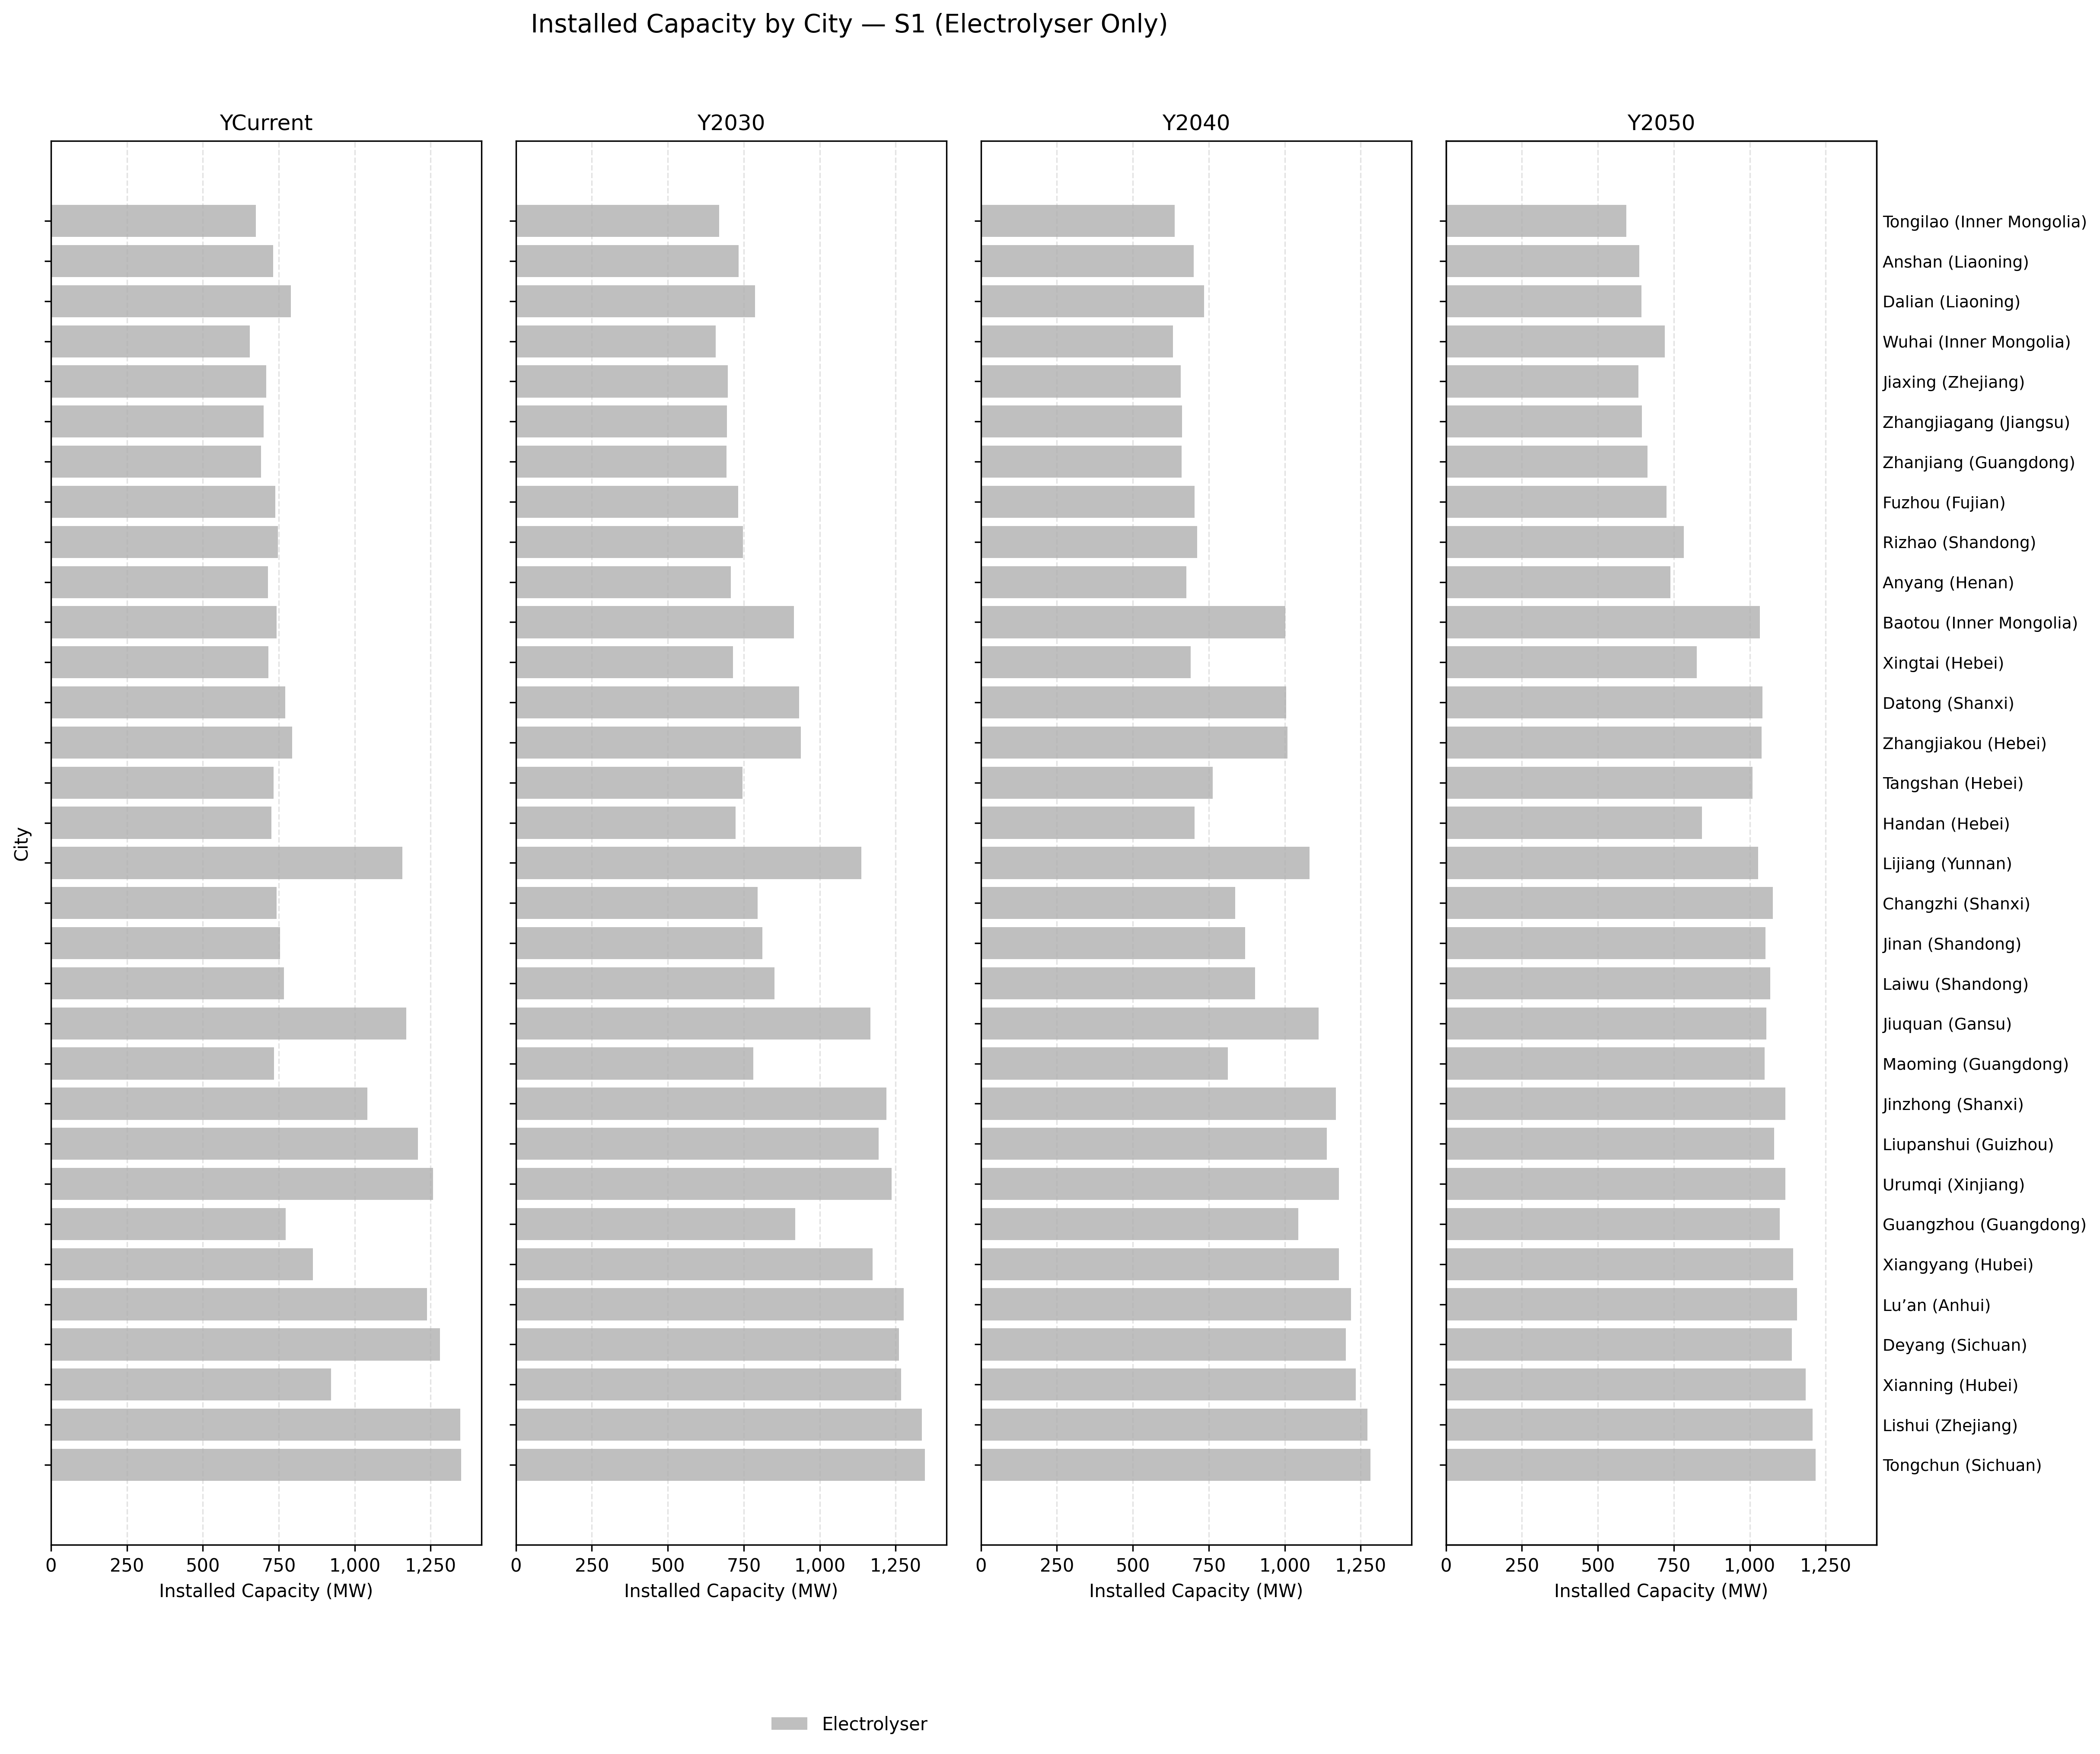 Installed Capacity by City — S1 (Electrolyser Only)
YCurrent
Y2030
Y2040
Y2050
City
Tongilao (Inner Mongolia)
Anshan (Liaoning)
Dalian (Liaoning)
Wuhai (Inner Mongolia)
Jiaxing (Zhejiang)
Zhangjiagang (Jiangsu)
Zhanjiang (Guangdong)
Fuzhou (Fujian)
Rizhao (Shandong)
Anyang (Henan)
Baotou (Inner Mongolia)
Xingtai (Hebei)
Datong (Shanxi)
Zhangjiakou (Hebei)
Tangshan (Hebei)
Handan (Hebei)
Lijiang (Yunnan)
Changzhi (Shanxi)
Jinan (Shandong)
Laiwu (Shandong)
Jiuquan (Gansu)
Maoming (Guangdong)
Jinzhong (Shanxi)
Liupanshui (Guizhou)
Urumqi (Xinjiang)
Guangzhou (Guangdong)
Xiangyang (Hubei)
Lu’an (Anhui)
Deyang (Sichuan)
Xianning (Hubei)
Lishui (Zhejiang)
Tongchun (Sichuan)
0 250 500 750 1,000 1,250
0 250 500 750 1,000 1,250
0 250 500 750 1,000 1,250
0 250 500 750 1,000 1,250
Installed Capacity (MW)
Installed Capacity (MW)
Installed Capacity (MW)
Installed Capacity (MW)
Electrolyser